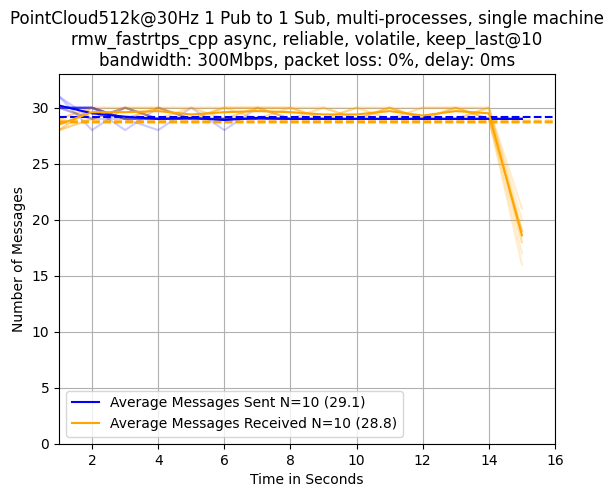 PointCloud512k@30Hz 1 Pub to 1 Sub, multi-processes, single machine
rmw_fastrtps_cpp async, reliable, volatile, keep_last@10
bandwidth: 300Mbps, packet loss: 0%, delay: 0ms
30
25
20
15
10
5
0
Number of Messages
Average Messages Sent N=10 (29.1)
Average Messages Received N=10 (28.8)
2 4 6 8 10 12 14 16
Time in Seconds